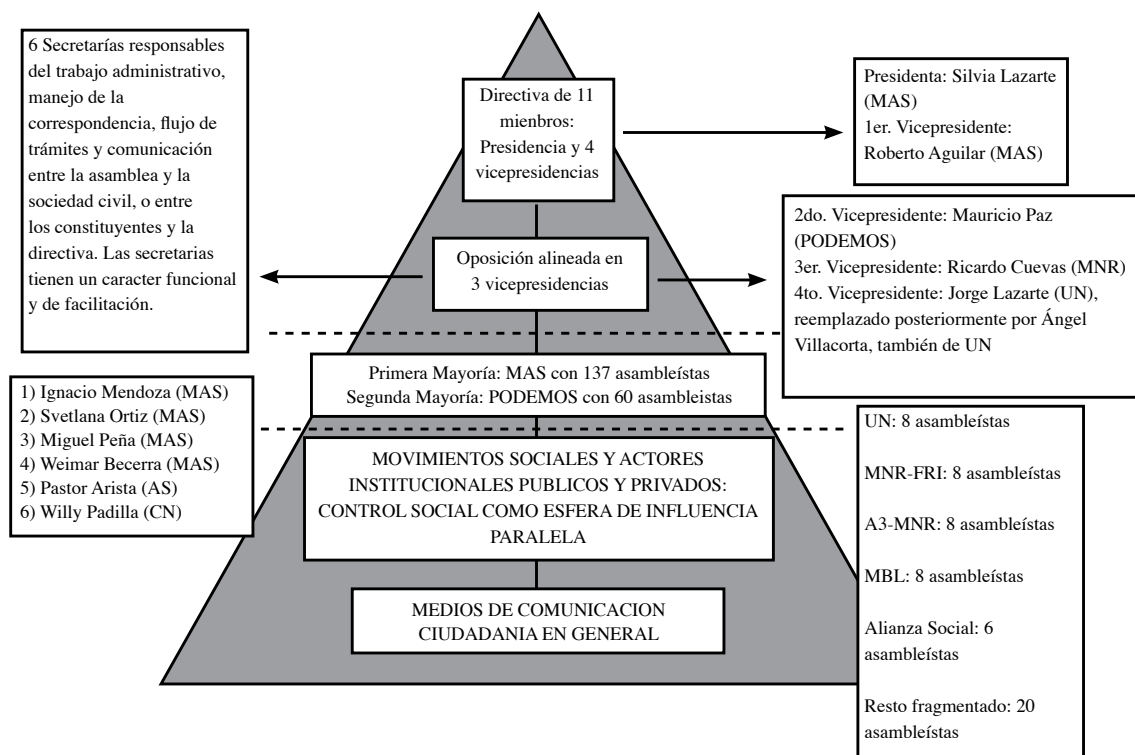 6 Secretarías responsables
del trabajo administrativo,
manejo de la
correspondencia, flujo de
trámites y comunicación
entre la asamblea y la
sociedad civil, o entre
los constituyentes y la
directiva. Las secretarias
tienen un caracter funcional
y de facilitación.
Directiva de 11
mienbros:
Presidencia y 4
vicepresidencias
Presidenta: Silvia Lazarte
(MAS)
1er. Vicepresidente:
Roberto Aguilar (MAS)
Oposición alineada en
3 vicepresidencias
2do. Vicepresidente: Mauricio Paz
(PODEMOS)
3er. Vicepresidente: Ricardo Cuevas (MNR)
4to. Vicepresidente: Jorge Lazarte (UN),
reemplazado posteriormente por Ángel
Villacorta, también de UN
Primera Mayoría: MAS con 137 asambleístas
Segunda Mayoría: PODEMOS con 60 asambleistas
1) Ignacio Mendoza (MAS)
2) Svetlana Ortiz (MAS)
3) Miguel Peña (MAS)
4) Weimar Becerra (MAS)
5) Pastor Arista (AS)
6) Willy Padilla (CN)
MOVIMIENTOS SOCIALES Y ACTORES
INSTITUCIONALES PUBLICOS Y PRIVADOS:
CONTROL SOCIAL COMO ESFERA DE INFLUENCIA
PARALELA
MEDIOS DE COMUNICACION
CIUDADANIA EN GENERAL
UN: 8 asambleístas
MNR-FRI: 8 asambleístas
A3-MNR: 8 asambleístas
MBL: 8 asambleístas
Alianza Social: 6
asambleístas
Resto fragmentado: 20
asambleístas